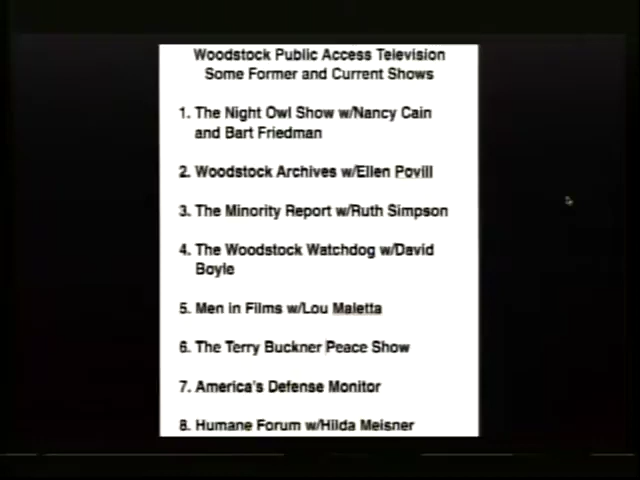 Woodstock Public Access Television
Some Former and Current Shows
1. The Night Owl Show w/Nancy Cain
and Bart Friedman
2. Woodstock Archives w/Ellen Povill
3. The Minority Report w/Ruth Simpson
4. The Woodstock Watchdog w/David
Boyle
5. Men in Films w/Lou Maletta
6. The Terry Buckner Peace Show
7. America's Defense Monitor
8. Humane Forum w/Hilda Meisner